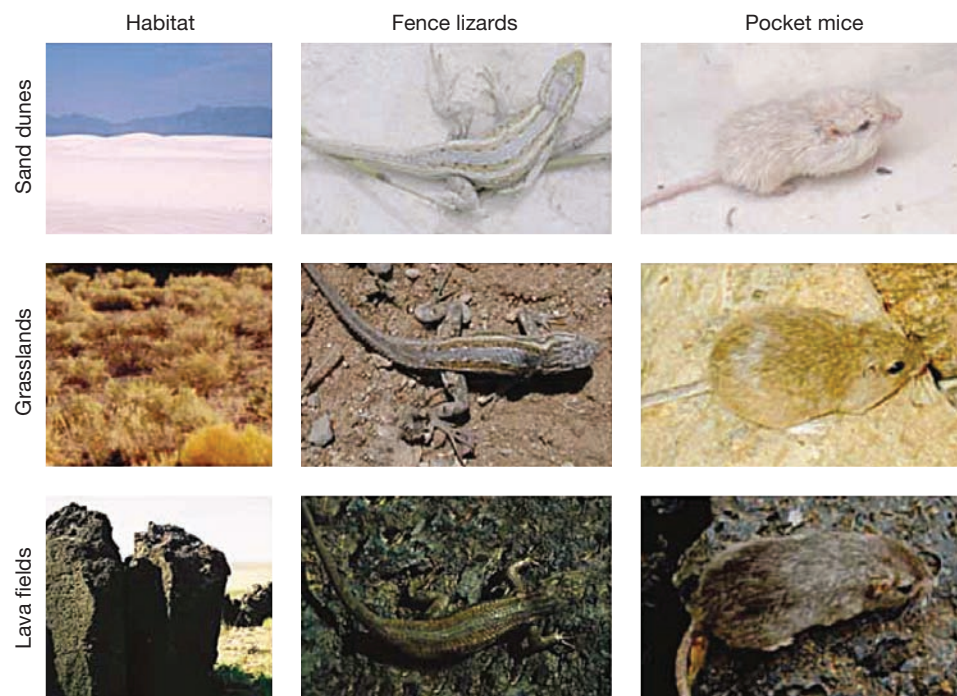 Habitat
Fence lizards
Pocket mice
Sand dunes
Grasslands
Lava fields